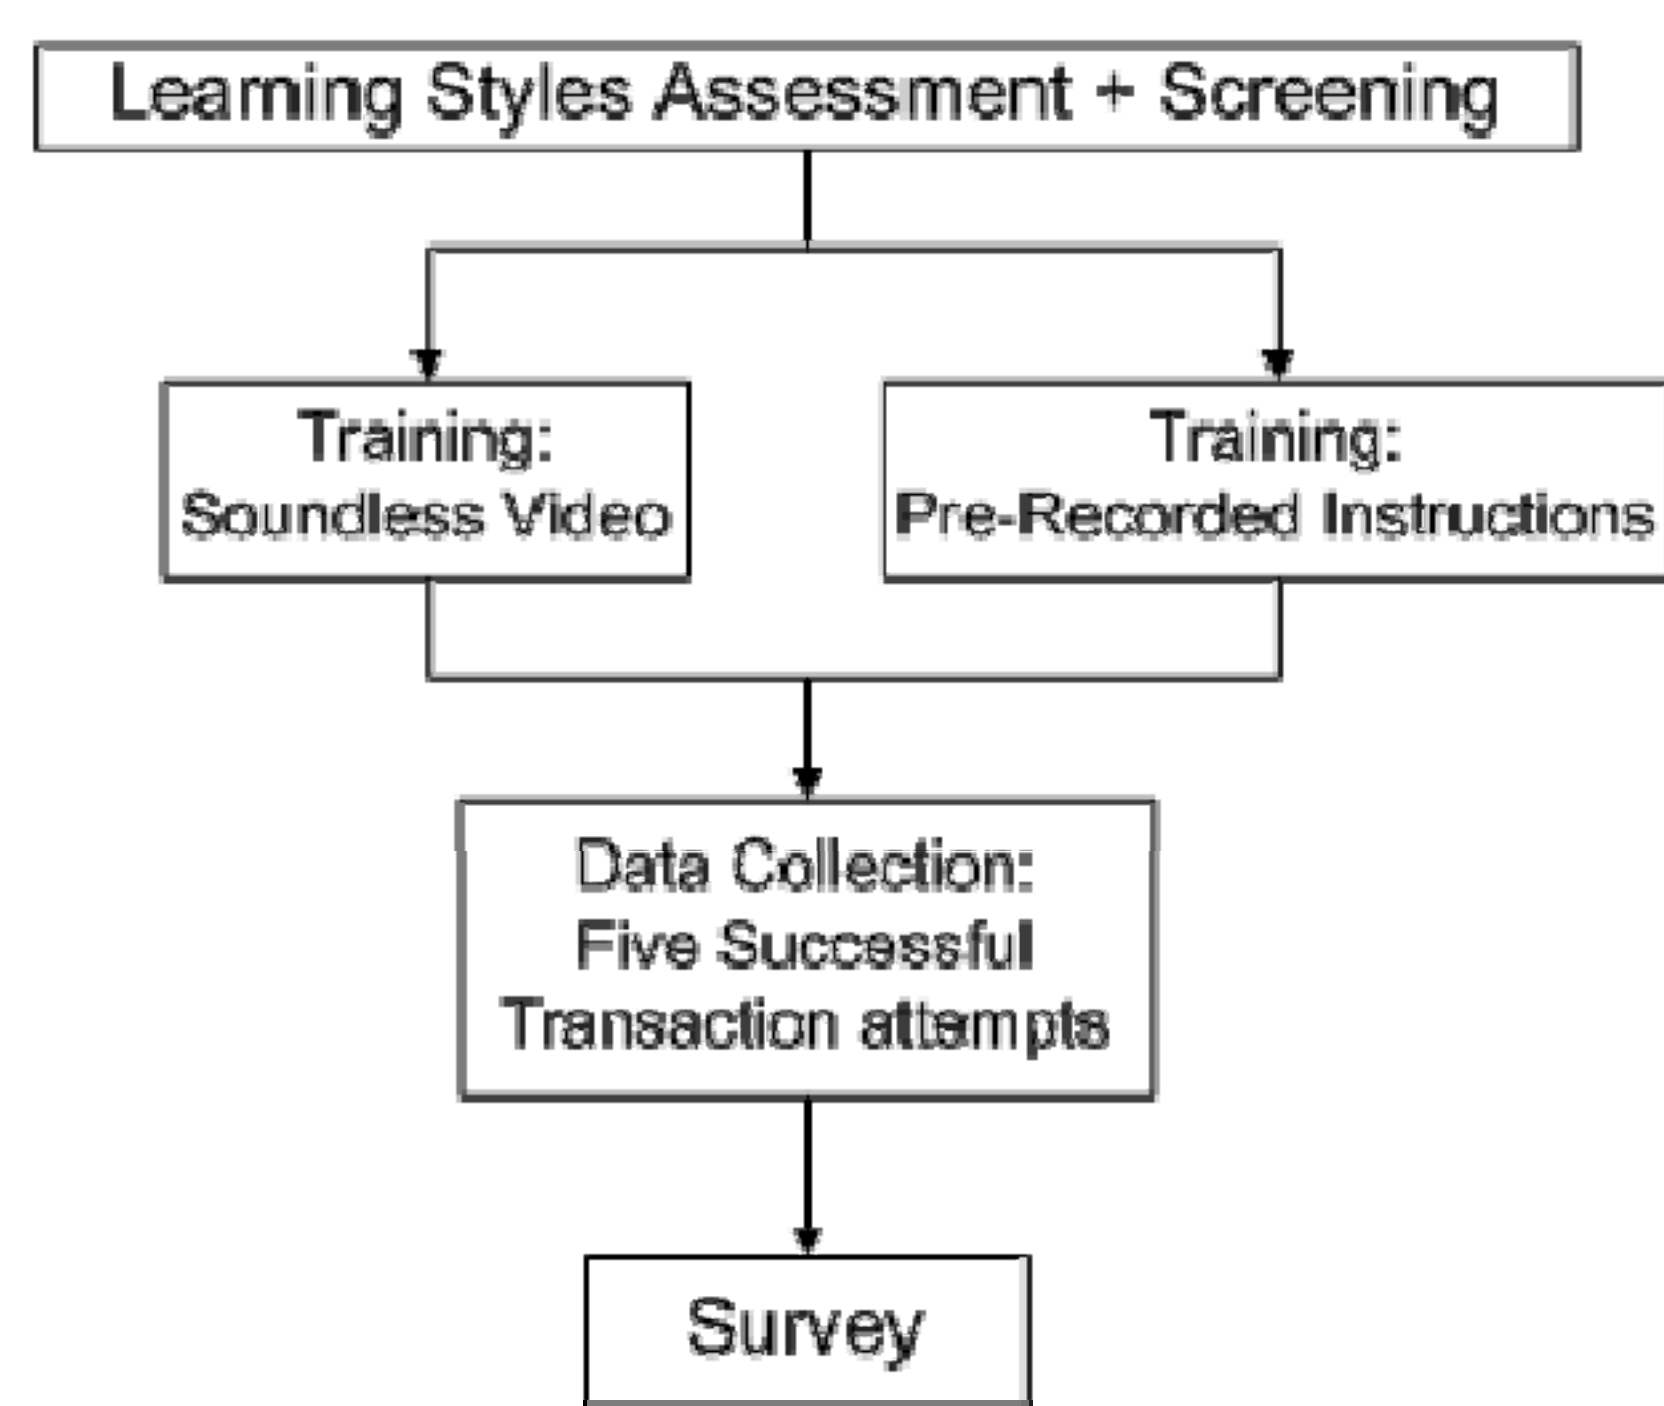 Learning Styles Assessment + Screening
Training:
Soundless Video
Training:
Pre-Recorded Instructions
Data Collection:
Five Successful
Transaction attempts
Survey